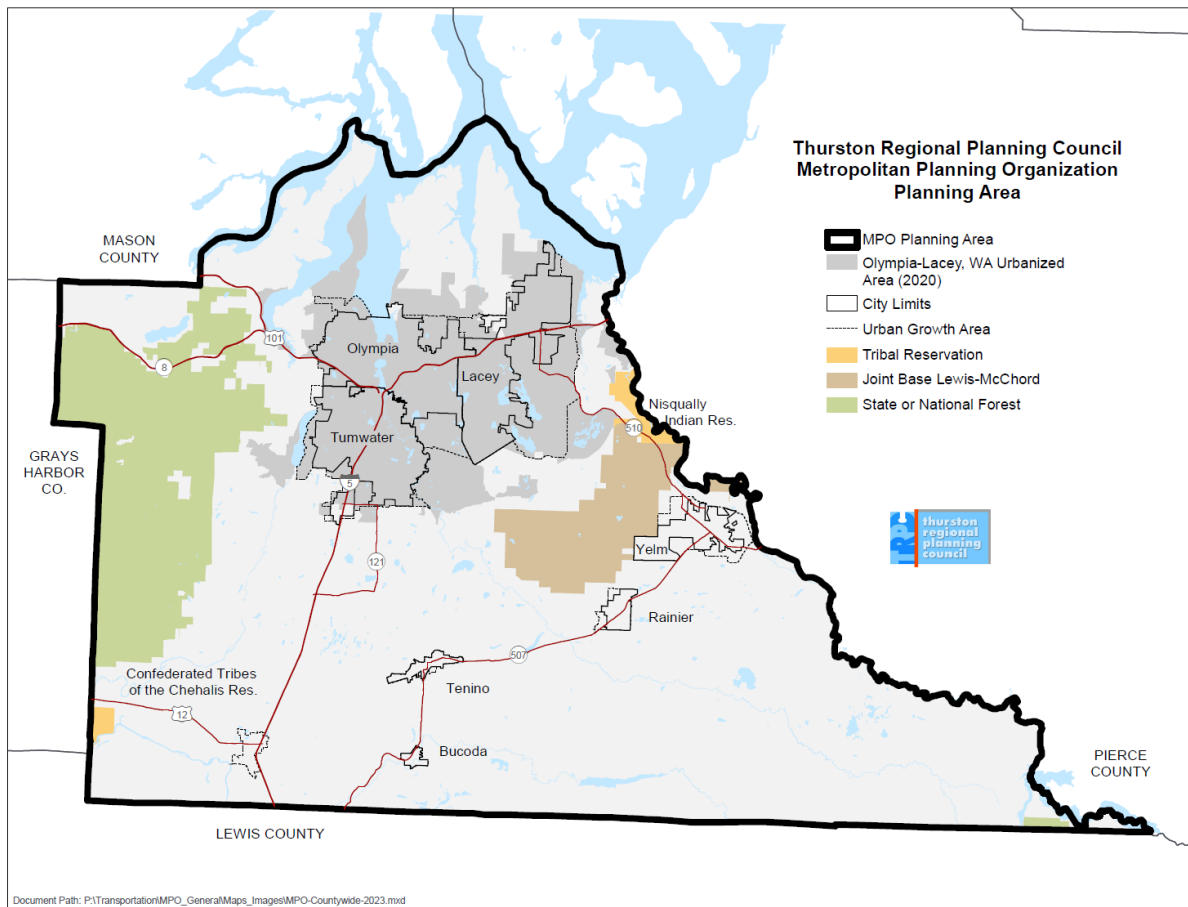 Thurston Regional Planning Council
Metropolitan Planning Organization
Planning Area
MPO Planning Area
Olympia-Lacey, WA Urbanized
Area (2020)
City Limits
Urban Growth Area
Tribal Reservation
Joint Base Lewis-McChord
State or National Forest
MASON
COUNTY
101
8
Olympia
Lacey
Nisqually
Indian Res.
510
Tumwater
GRAYS
HARBOR
CO.
5
TRPC
thurston
regional
planning
council
121
Yelm
Rainier
507
Confederated Tribes
of the Chehalis Res.
Tenino
12
Bucoda
PIERCE
COUNTY
LEWIS COUNTY
Document Path: P:\Transportation\MPO_General\Maps_Images\MPO-Countywide-2023.mxd